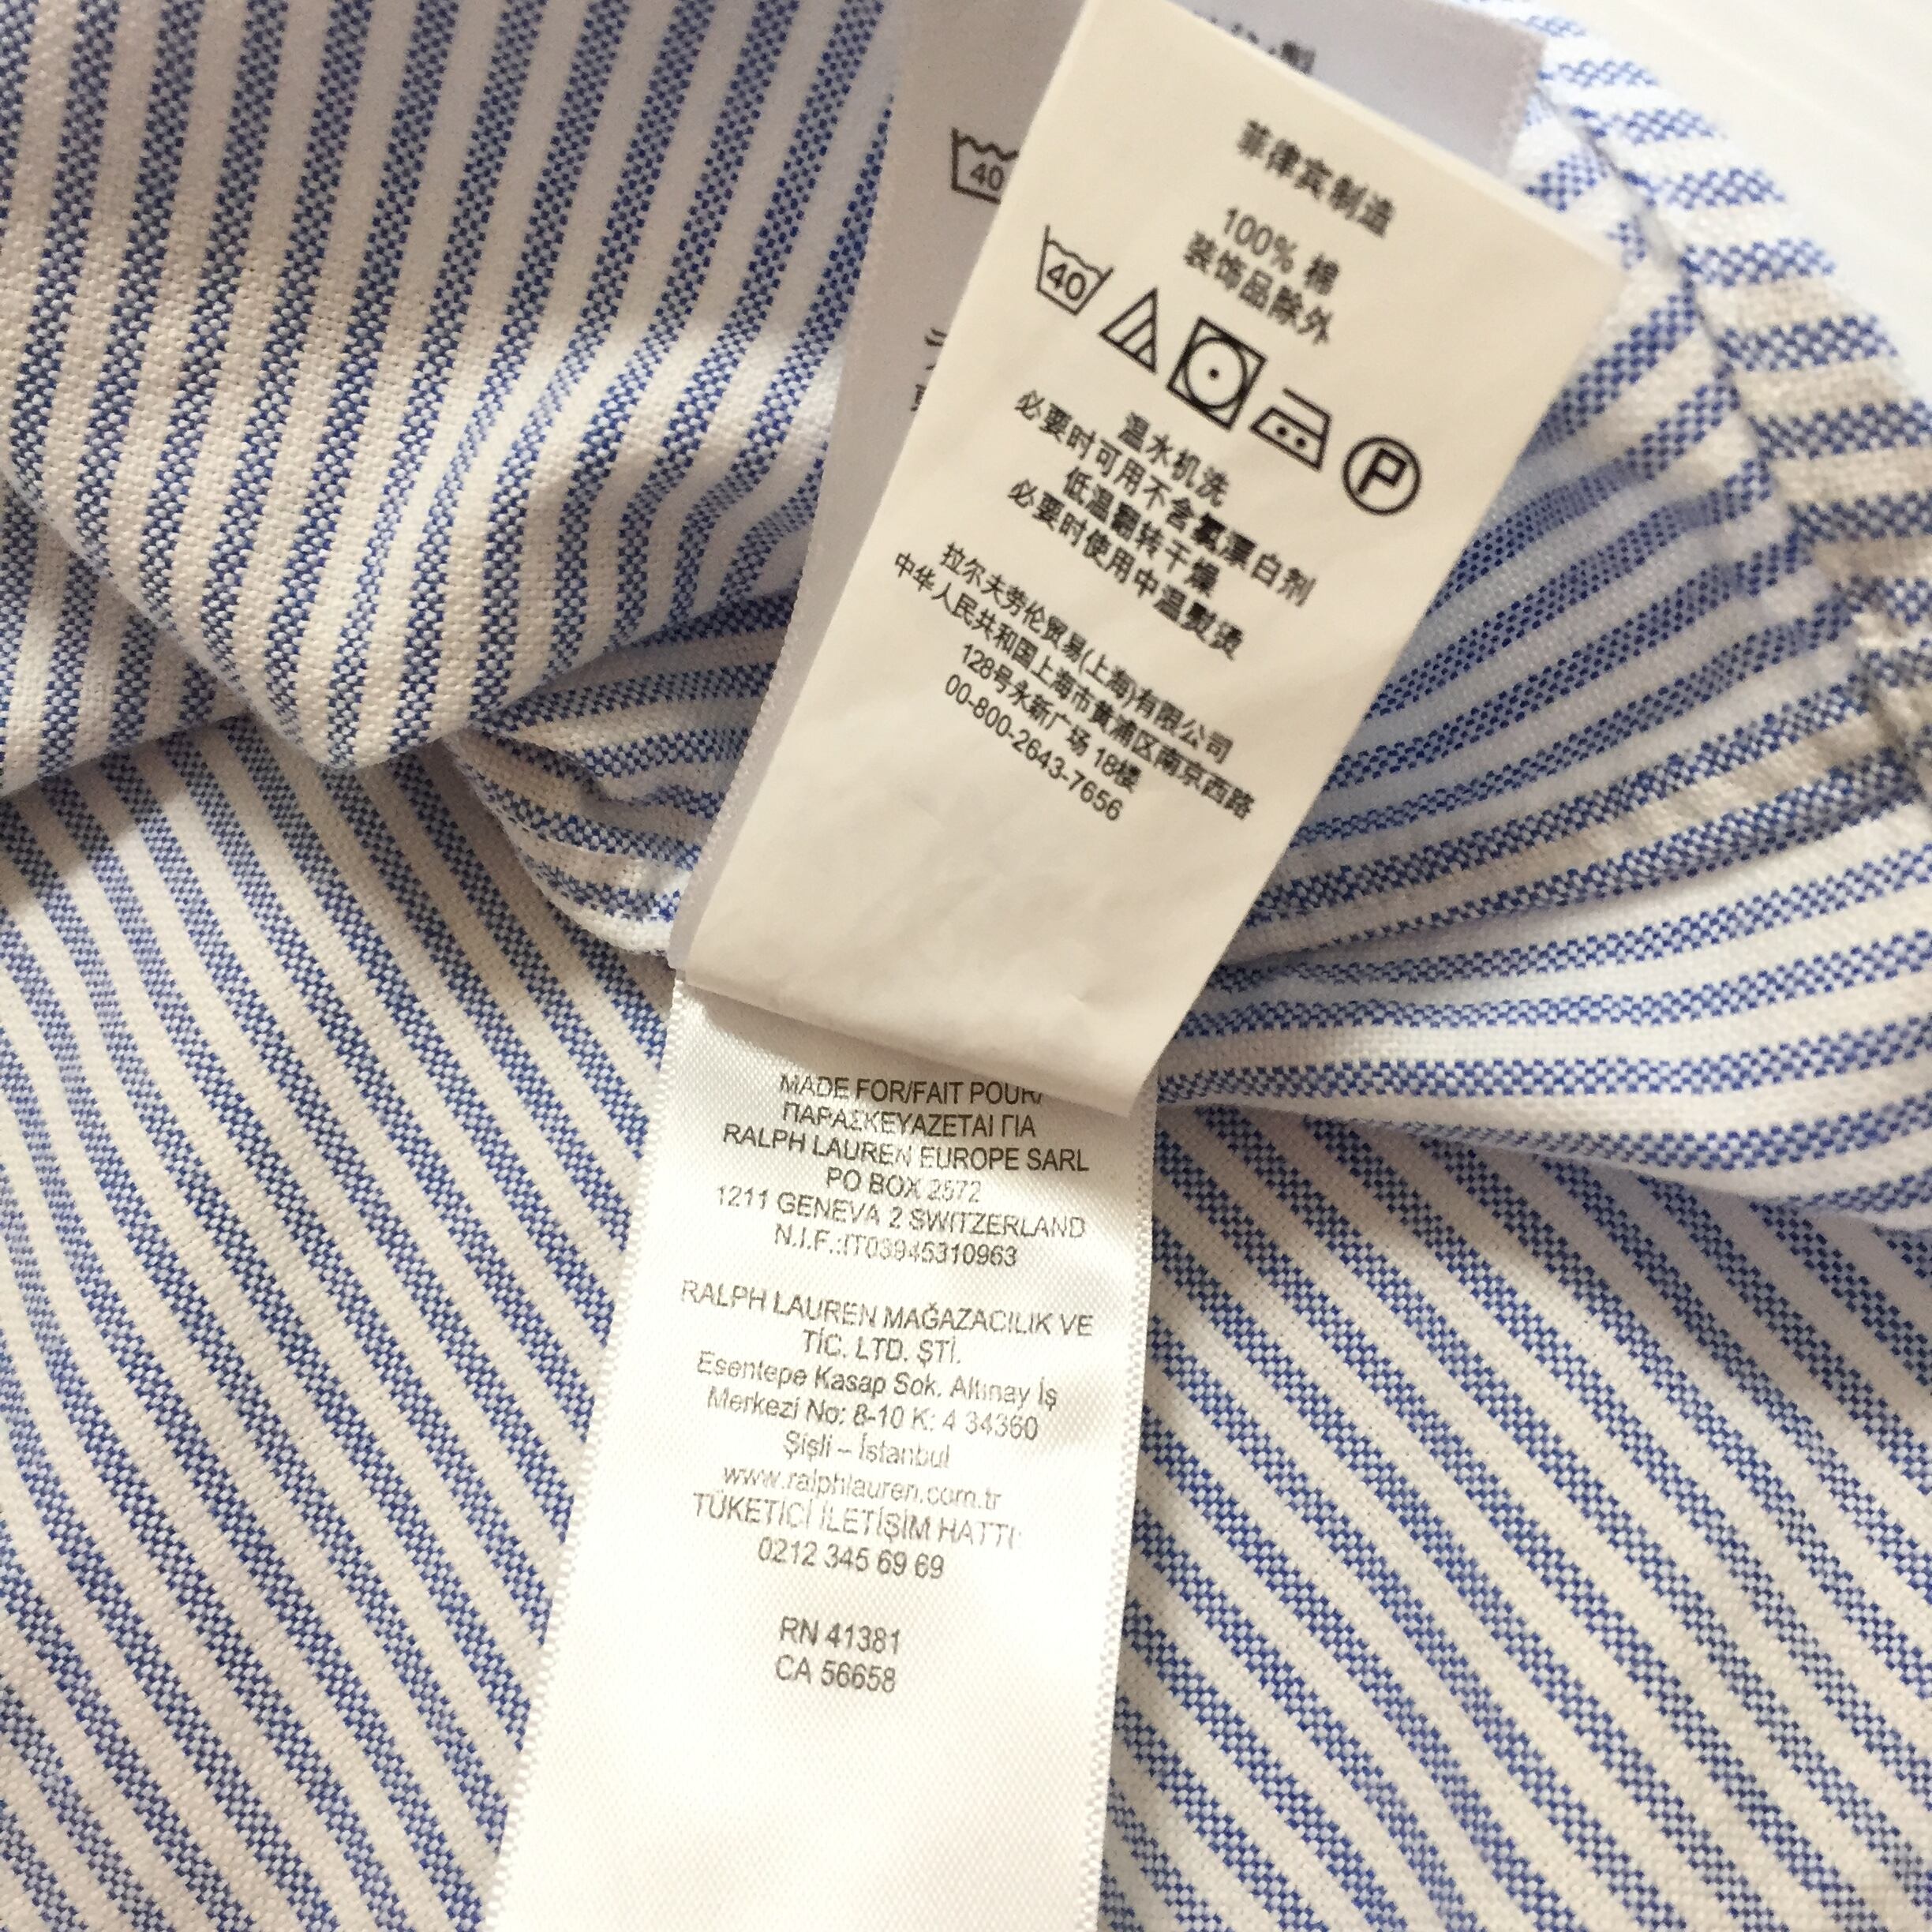 40
菲律宾制造
100% 棉
装饰品除外
40
P
温水机洗
必要时可用不含氯漂白剂
低温翻转干燥
必要时使用中温熨烫
拉尔夫劳伦贸易(上海)有限公司
中华人民共和国上海市黄浦区南京西路
128号永新广场 18楼
00-800-2643-7656
MADE FOR/FAIT POUR/
ΠΑΡΑΣΚΕΥΑΖΕΤΑΙ ΓΙΑ
RALPH LAUREN EUROPE SARL
PO BOX 2572
1211 GENEVA 2 SWITZERLAND
N.I.F.:IT03945310963
RALPH LAUREN MAĞAZACILIK VE
TİC. LTD. ŞTİ.
Esentepe Kasap Sok. Altınay İş
Merkezi No: 8-10 K: 4 34360
Şişli – İstanbul
www.ralphlauren.com.tr
TÜKETİCİ İLETİŞİM HATTI:
0212 345 69 69
RN 41381
CA 56658